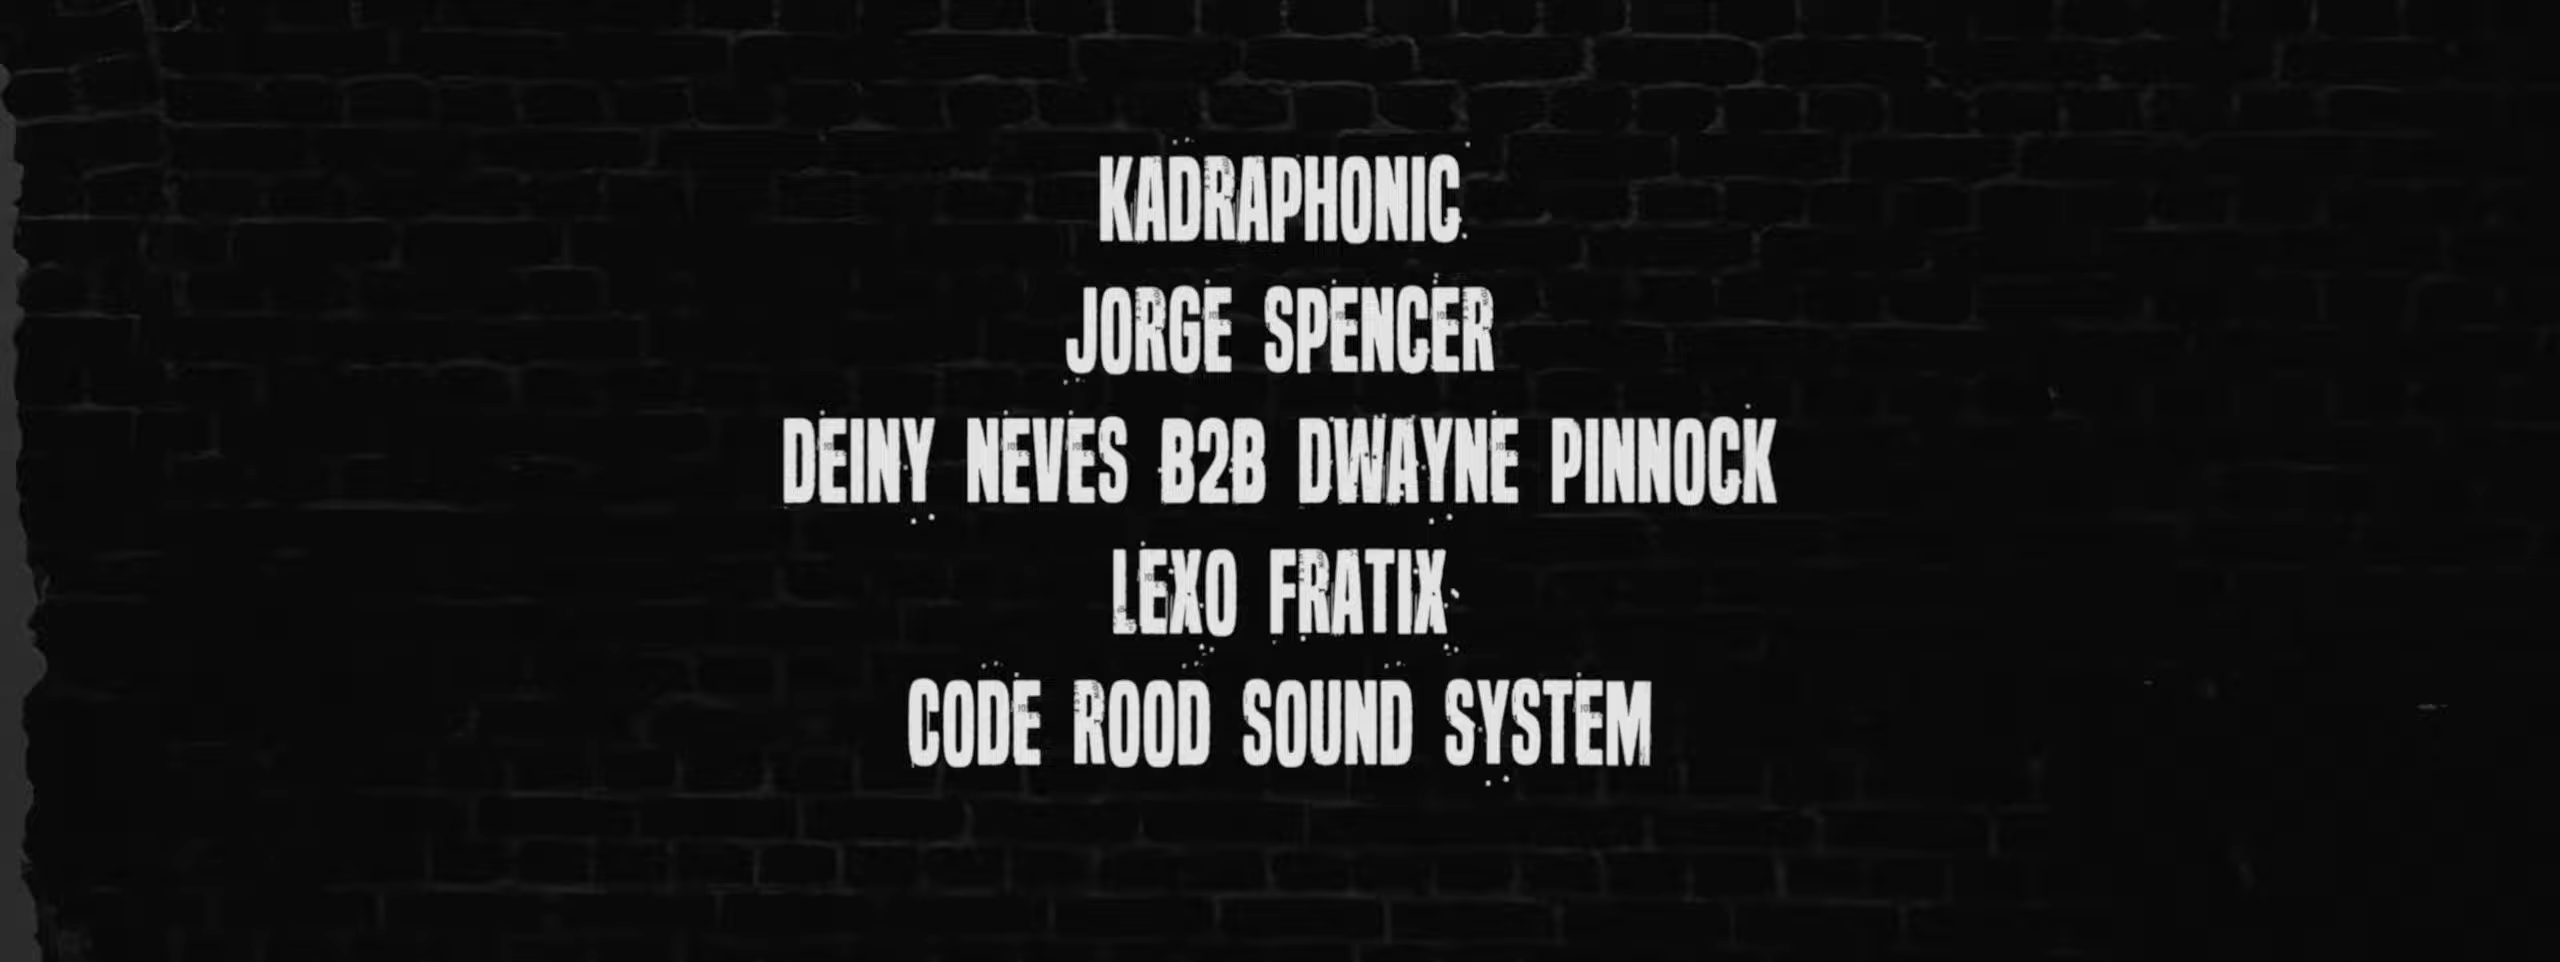 KADRAPHONIC
JORGE SPENCER
DEINY NEVES B2B DWAYNE PINNOCK
LEXO FRATIX
CODE ROOD SOUND SYSTEM